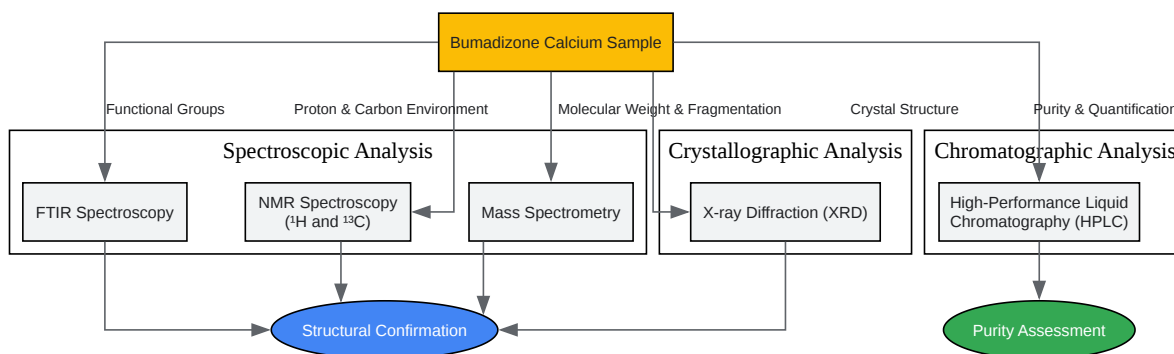 Bumadizone Calcium Sample
Functional Groups
Proton & Carbon Environment
Molecular Weight & Fragmentation
Crystal Structure
Purity & Quantification
Spectroscopic Analysis
Crystallographic Analysis
Chromatographic Analysis
FTIR Spectroscopy
NMR Spectroscopy
(¹H and ¹³C)
Mass Spectrometry
X-ray Diffraction (XRD)
High-Performance Liquid
Chromatography (HPLC)
Structural Confirmation
Purity Assessment